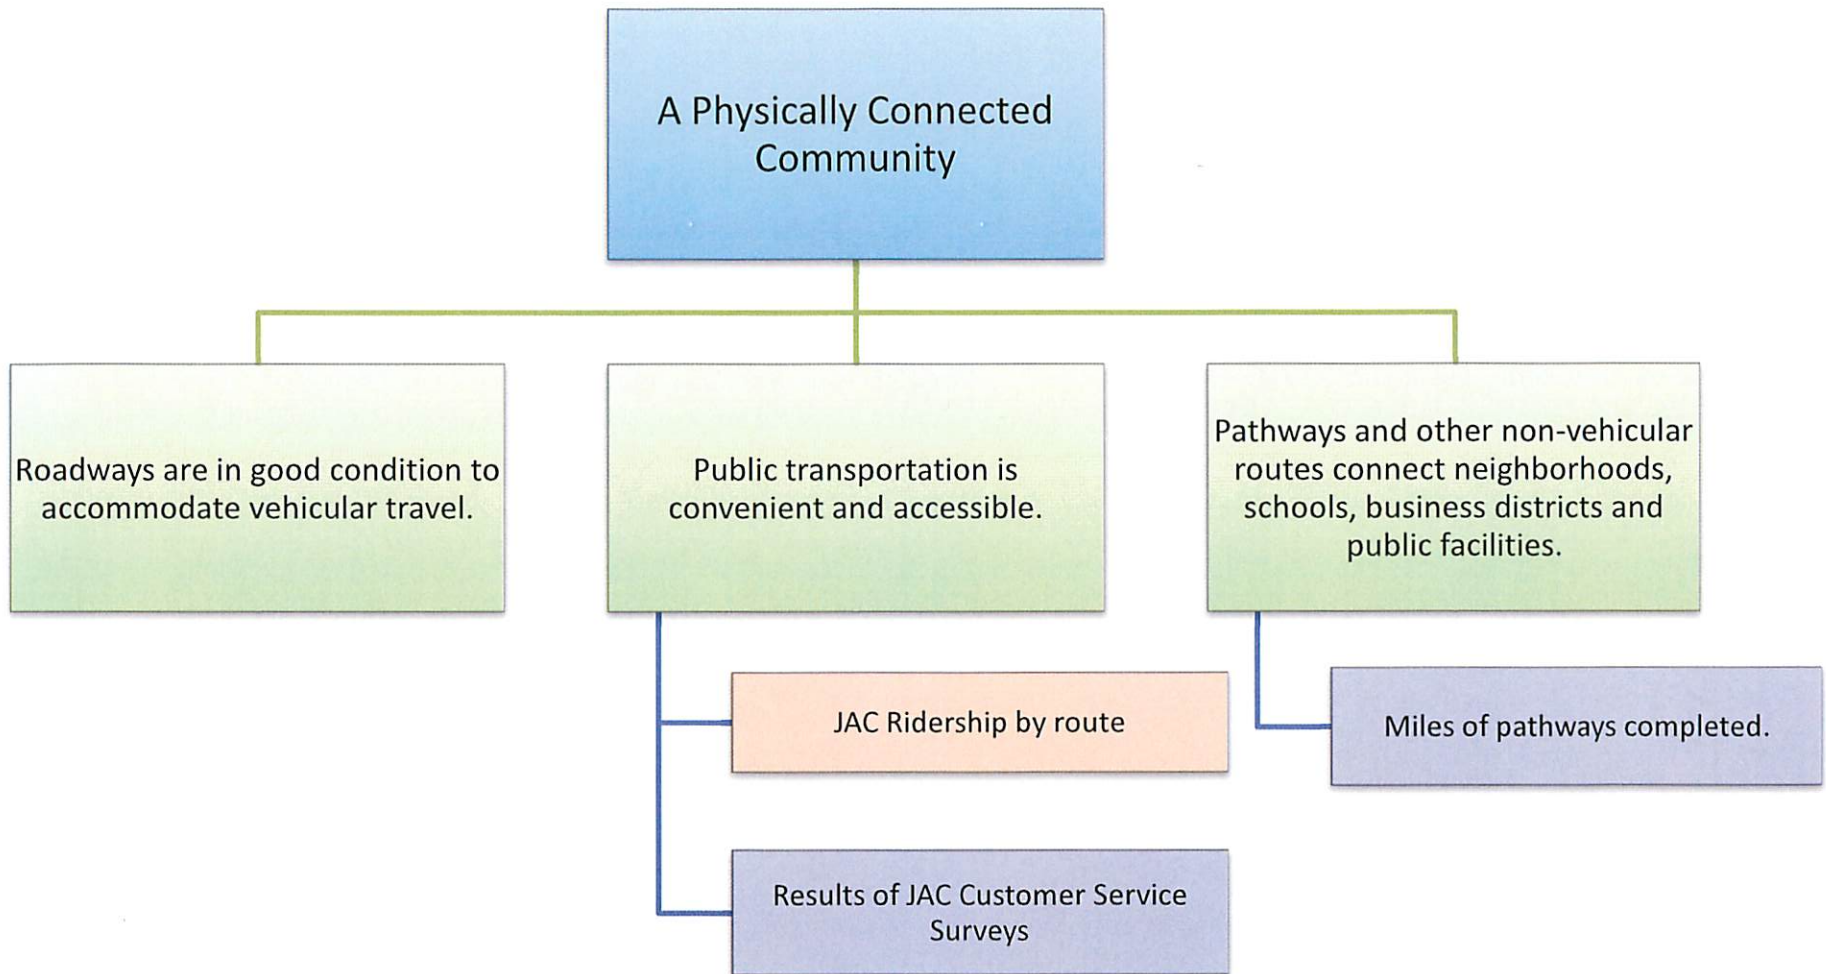 A Physically Connected
Community
Roadways are in good condition to
accommodate vehicular travel.
Public transportation is
convenient and accessible.
Pathways and other non-vehicular
routes connect neighborhoods,
schools, business districts and
public facilities.
JAC Ridership by route
Miles of pathways completed.
Results of JAC Customer Service
Surveys